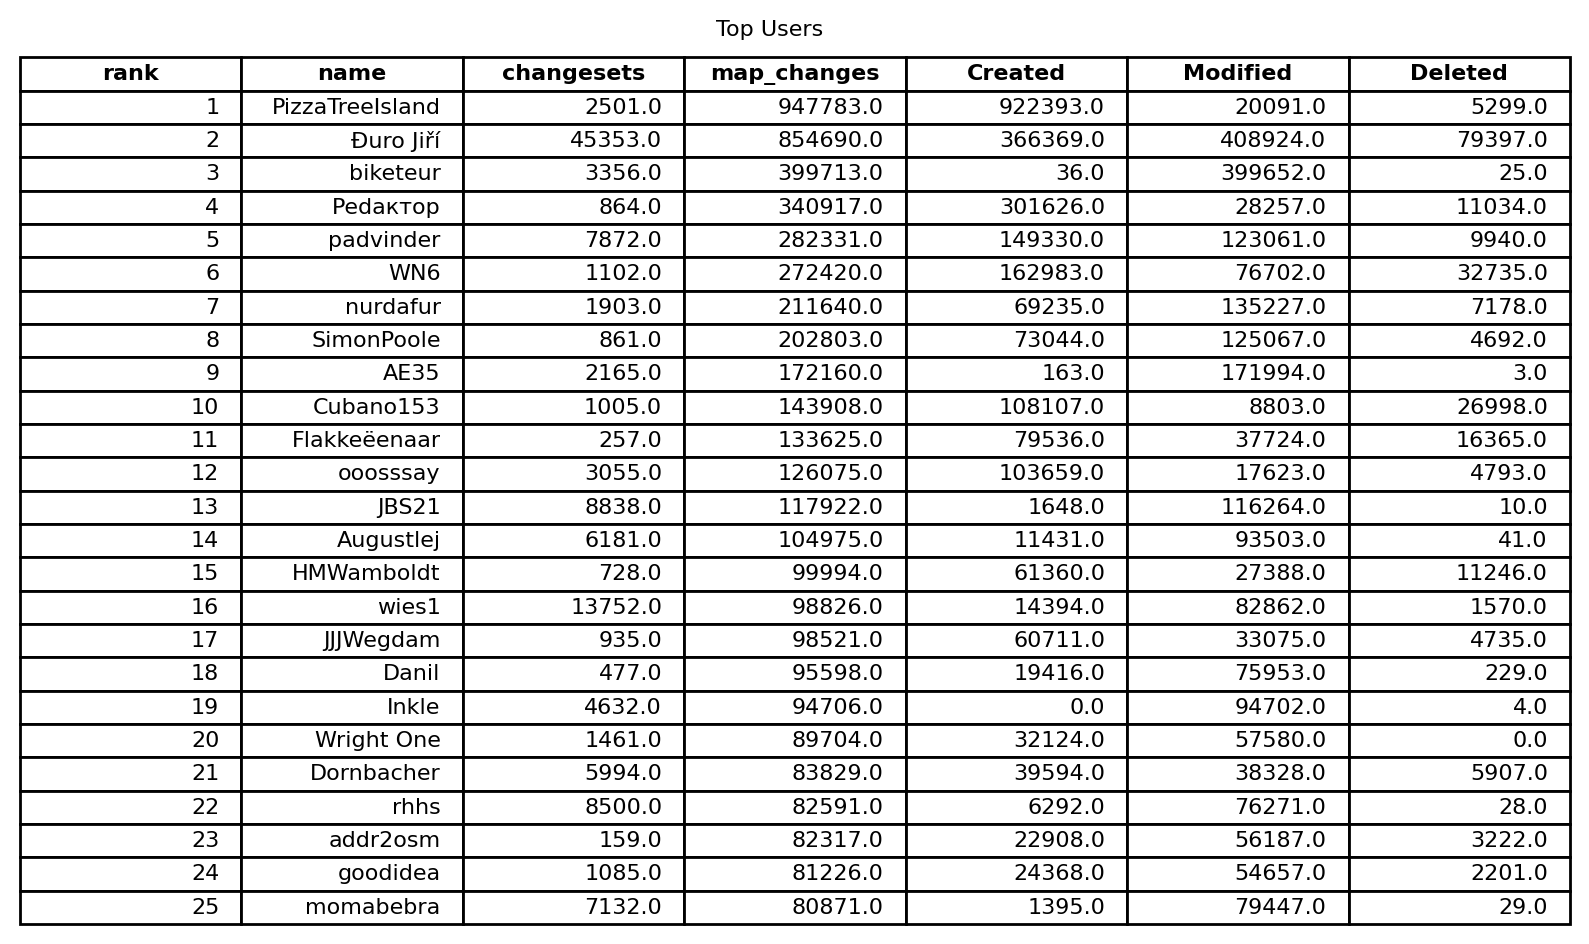 Top Users
rank name changesets map_changes Created Modified Deleted
1 PizzaTreeIsland 2501.0 947783.0 922393.0 20091.0 5299.0
2 Đuro Jiří 45353.0 854690.0 366369.0 408924.0 79397.0
3 biketeur 3356.0 399713.0 36.0 399652.0 25.0
4 Pedактор 864.0 340917.0 301626.0 28257.0 11034.0
5 padvinder 7872.0 282331.0 149330.0 123061.0 9940.0
6 WN6 1102.0 272420.0 162983.0 76702.0 32735.0
7 nurdafur 1903.0 211640.0 69235.0 135227.0 7178.0
8 SimonPoole 861.0 202803.0 73044.0 125067.0 4692.0
9 AE35 2165.0 172160.0 163.0 171994.0 3.0
10 Cubano153 1005.0 143908.0 108107.0 8803.0 26998.0
11 Flakkeëenaar 257.0 133625.0 79536.0 37724.0 16365.0
12 ooosssay 3055.0 126075.0 103659.0 17623.0 4793.0
13 JBS21 8838.0 117922.0 1648.0 116264.0 10.0
14 Augustlej 6181.0 104975.0 11431.0 93503.0 41.0
15 HMWamboldt 728.0 99994.0 61360.0 27388.0 11246.0
16 wies1 13752.0 98826.0 14394.0 82862.0 1570.0
17 JJJWegdam 935.0 98521.0 60711.0 33075.0 4735.0
18 Danil 477.0 95598.0 19416.0 75953.0 229.0
19 Inkle 4632.0 94706.0 0.0 94702.0 4.0
20 Wright One 1461.0 89704.0 32124.0 57580.0 0.0
21 Dornbacher 5994.0 83829.0 39594.0 38328.0 5907.0
22 rhhs 8500.0 82591.0 6292.0 76271.0 28.0
23 addr2osm 159.0 82317.0 22908.0 56187.0 3222.0
24 goodidea 1085.0 81226.0 24368.0 54657.0 2201.0
25 momabebra 7132.0 80871.0 1395.0 79447.0 29.0